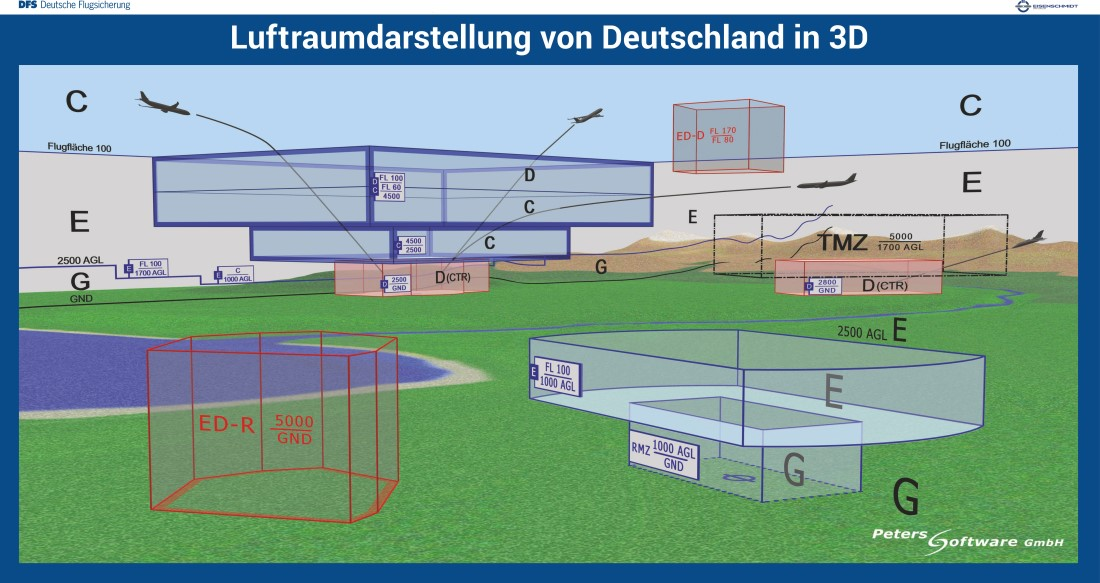 DFS Deutsche Flugsicherung
EISENSCHMIDT
Luftraumdarstellung von Deutschland in 3D
C
C
ED-D FL 170
FL 80
Flugfläche 100
Flugfläche 100
D
D
C
FL 100
FL 60
4500
E
C
E
E
C
4500
2500
C
TMZ 5000
1700 AGL
2500 AGL
E
FL 100
1700 AGL
E
C
1000 AGL
G
G
GND
D
2500
GND
D (CTR)
D
2800
GND
D (CTR)
2500 AGL E
E
FL 100
1000 AGL
E
ED-R 5000
GND
RMZ 1000 AGL
GND
G
G
Peters Software GmbH